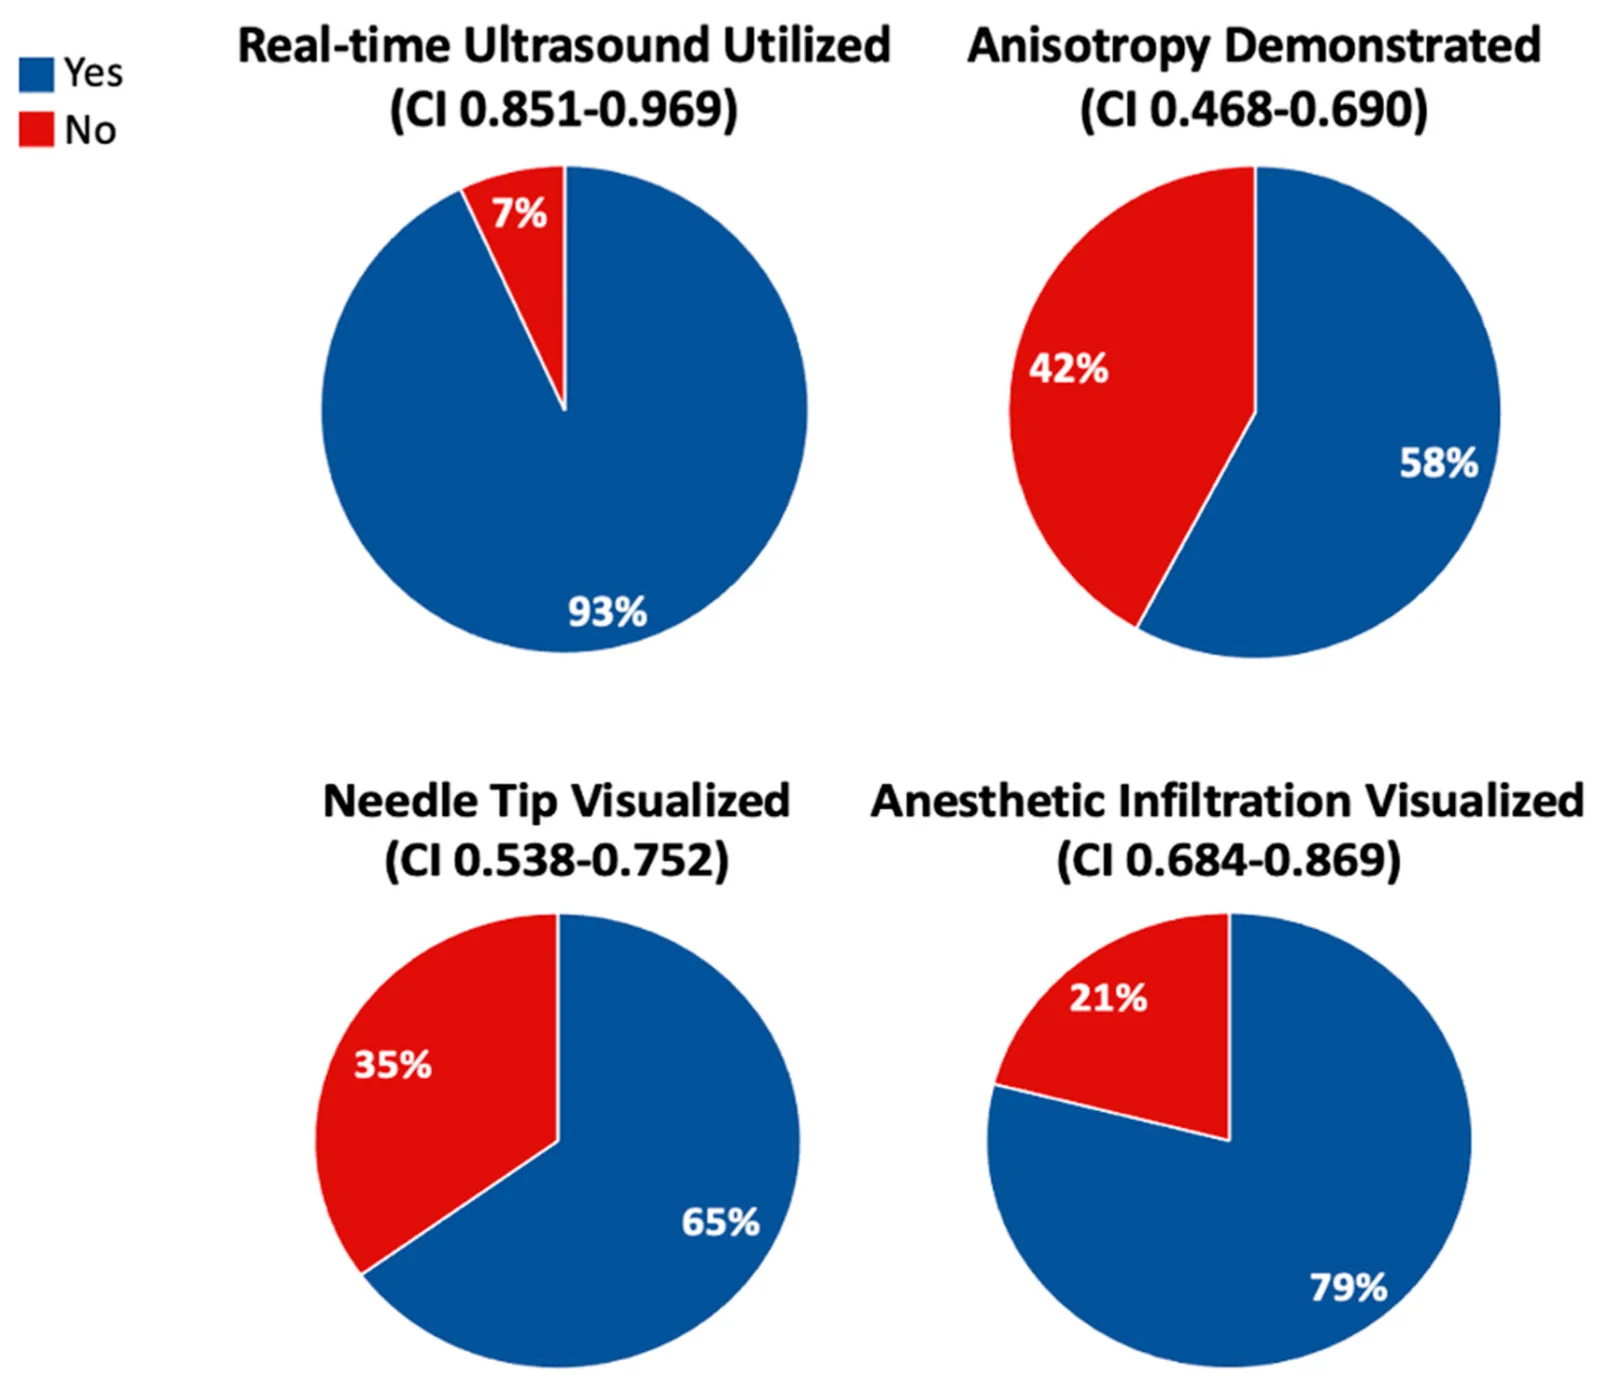 Yes
No
Real-time Ultrasound Utilized
(CI 0.851-0.969)
7%
93%
Anisotropy Demonstrated
(CI 0.468-0.690)
42%
58%
Needle Tip Visualized
(CI 0.538-0.752)
35%
65%
Anesthetic Infiltration Visualized
(CI 0.684-0.869)
21%
79%